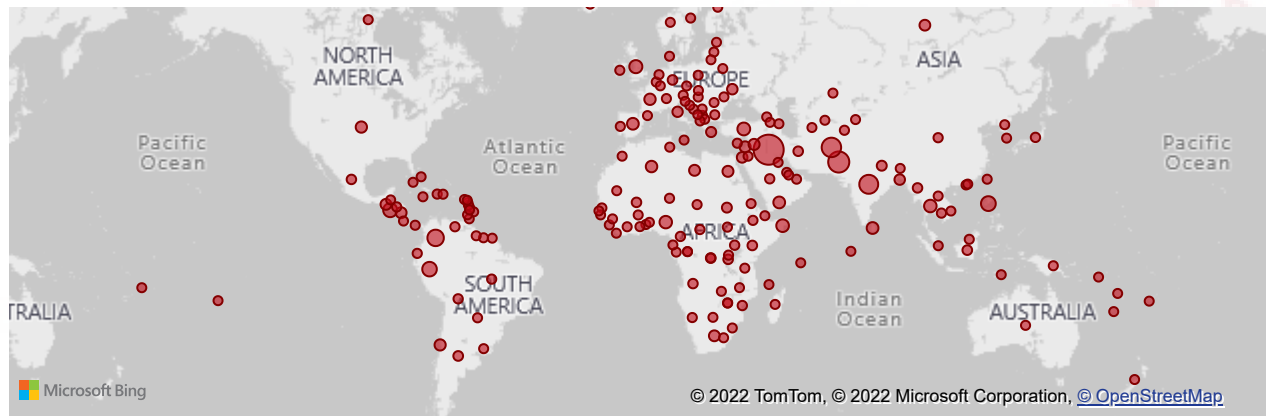 NORTH
AMERICA
EUROPE
ASIA
Pacific
Ocean
Atlantic
Ocean
Pacific
Ocean
AFRICA
SOUTH
AMERICA
Indian
Ocean
TRALIA
AUSTRALIA
Microsoft Bing
© 2022 TomTom, © 2022 Microsoft Corporation, © OpenStreetMap